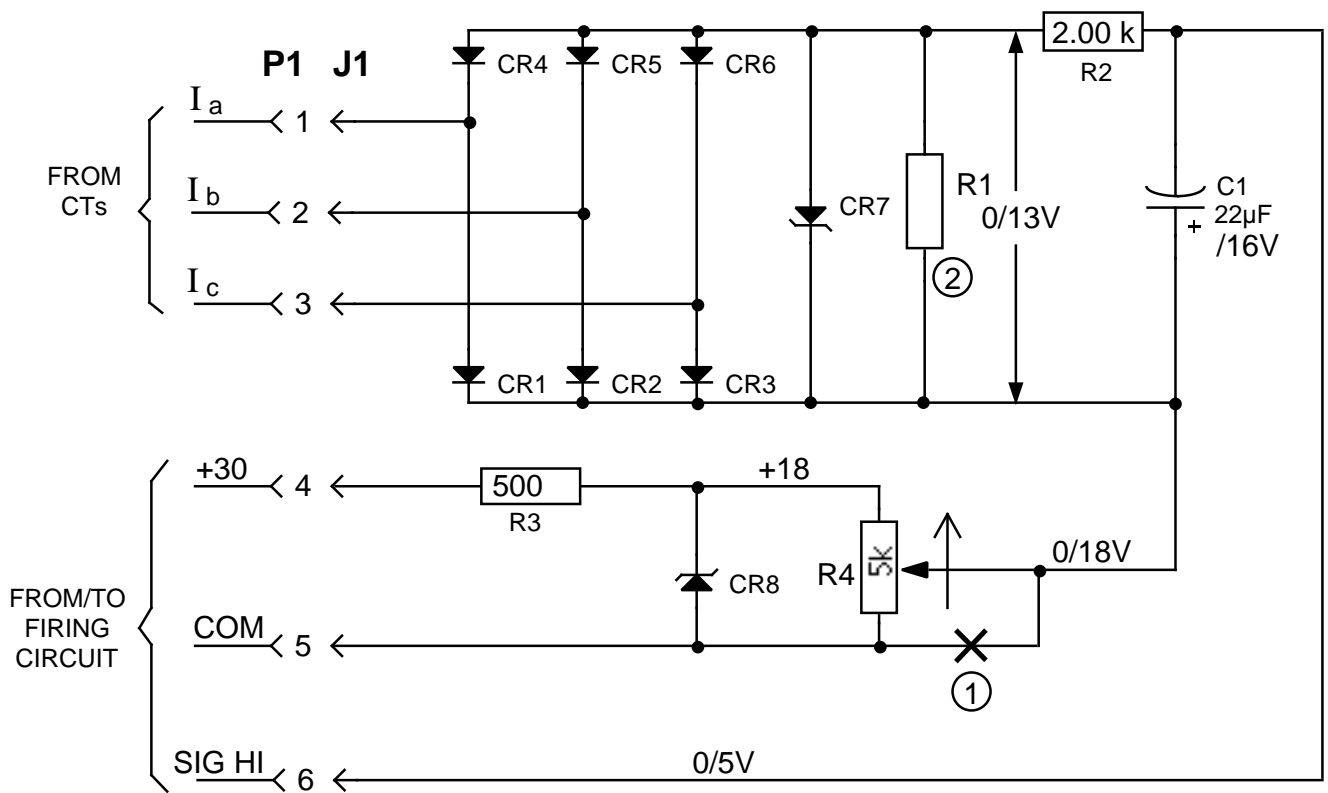 2.00 k
R2
P1 J1
CR4
CR5
CR6
I a
1
FROM
CTs
I b
2
I c
3
CR7
R1
0/13V
2
C1
22µF
+
/16V
CR1
CR2
CR3
+30
4
500
R3
+18
R4
5k
0/18V
CR8
FROM/TO
FIRING
CIRCUIT
COM
5
1
SIG HI
6
0/5V